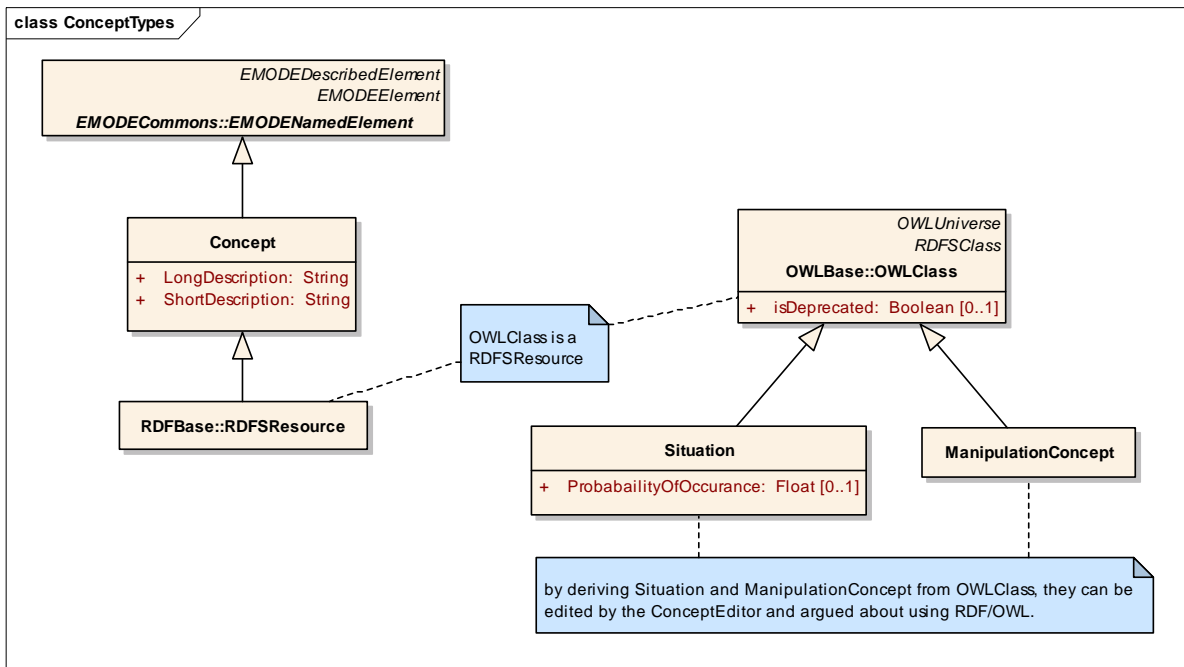 class ConceptTypes
EMODEDescribedElement
EMODEElement
EMODECommons::EMODENamedElement
Concept
+ LongDescription: String
+ ShortDescription: String
RDFBase::RDFSResource
OWLClass is a
RDFSResource
OWLUniverse
RDFSClass
OWLBase::OWLClass
+ isDeprecated: Boolean [0..1]
Situation
+ ProbabailityOfOccurance: Float [0..1]
ManipulationConcept
by deriving Situation and ManipulationConcept from OWLClass, they can be
edited by the ConceptEditor and argued about using RDF/OWL.